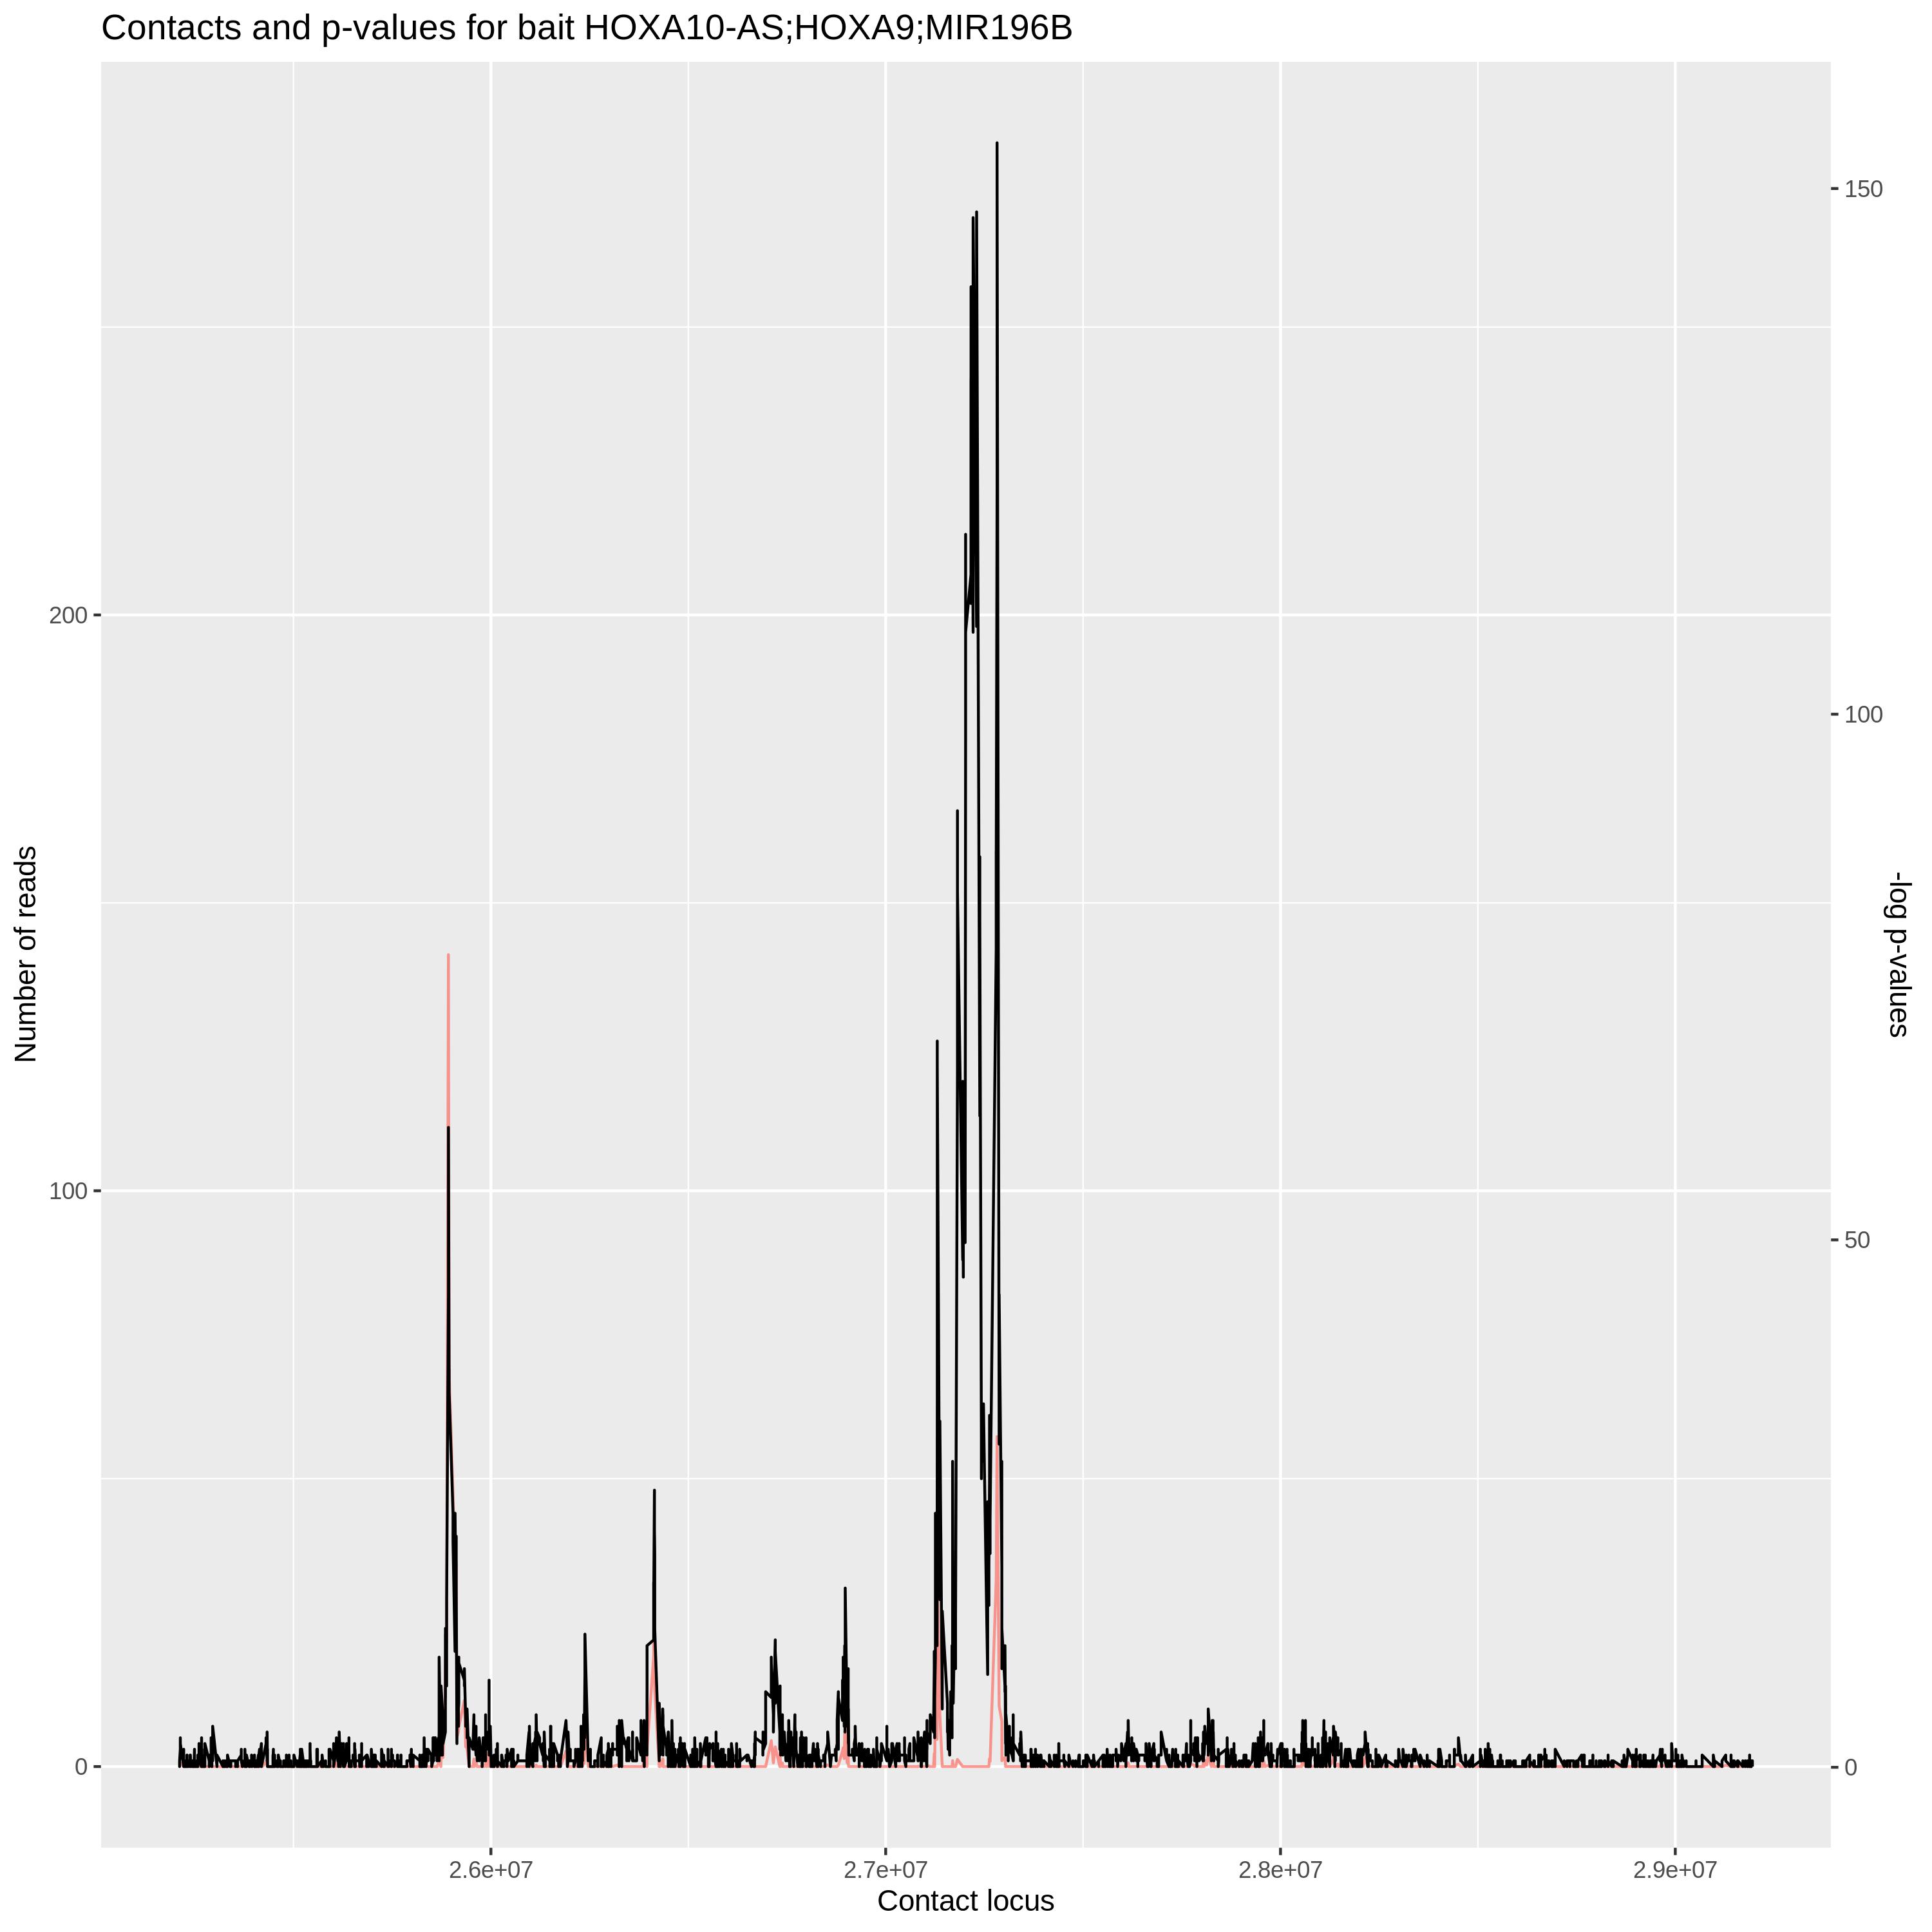 Contacts and p-values for bait HOXA10-AS;HOXA9;MIR196B
150
200
100
100
50
0
0
Number of reads
-log p-values
2.6e+07
2.7e+07
2.8e+07
2.9e+07
Contact locus